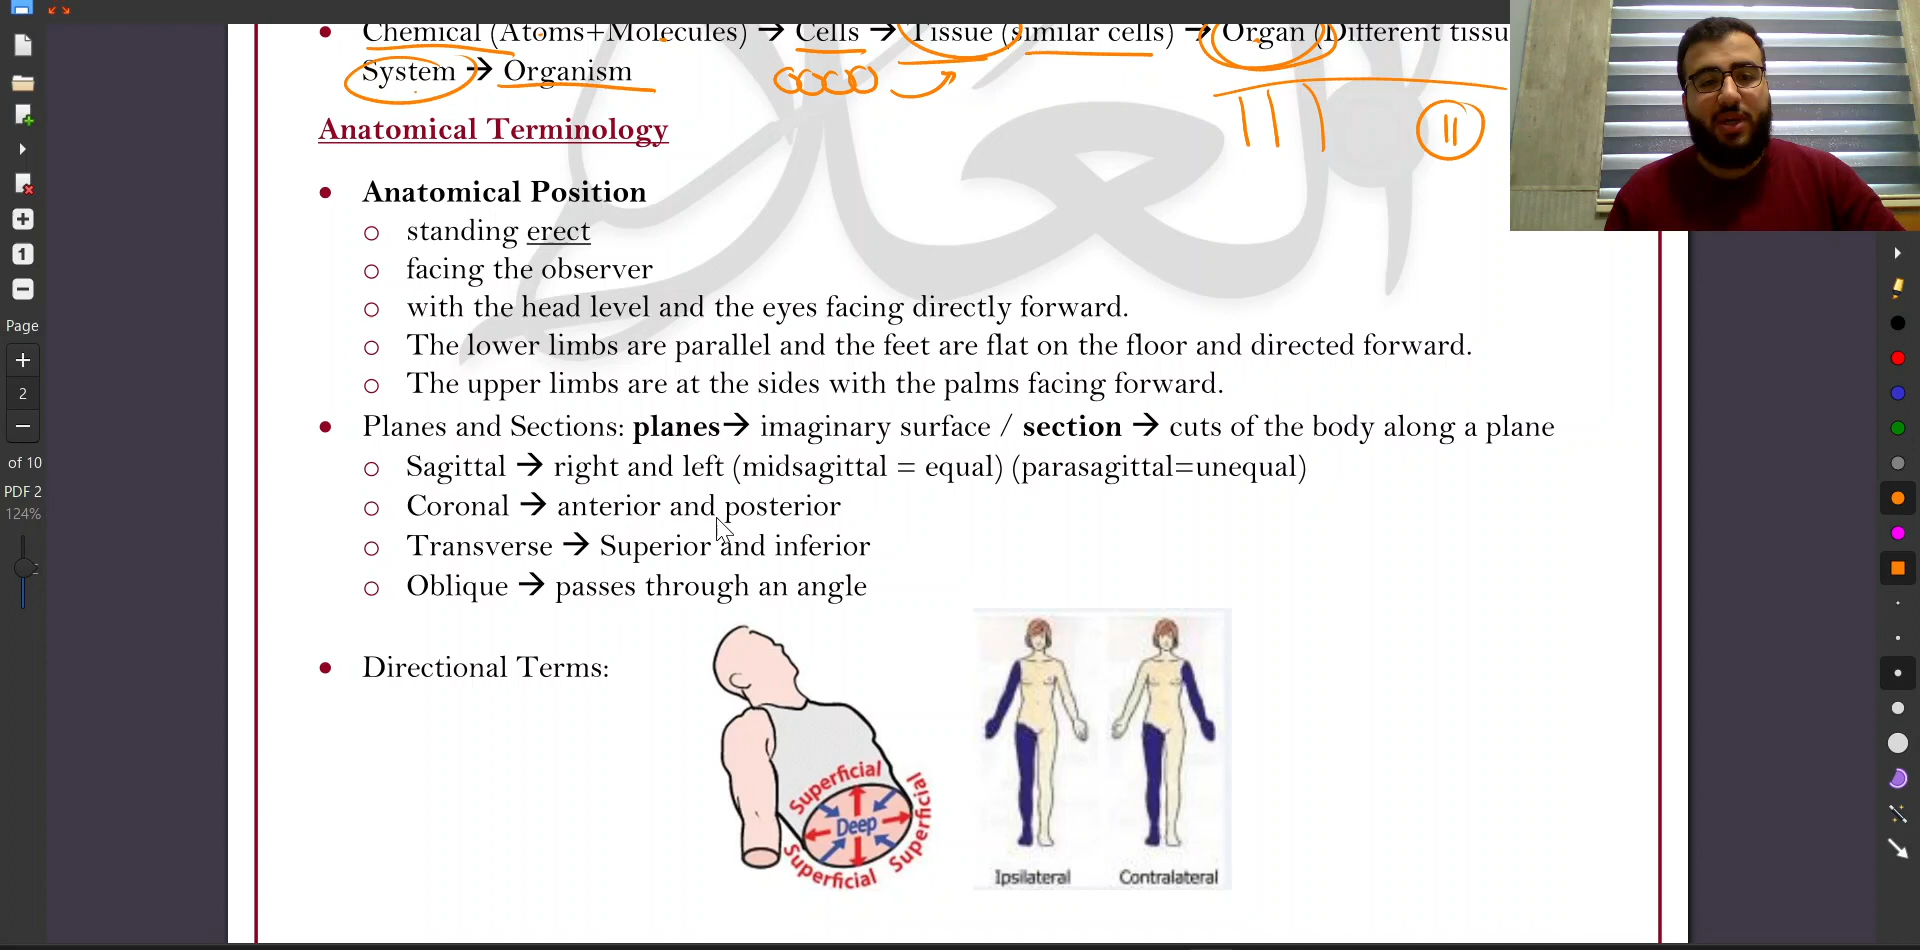 Chemical (Atoms+Molecules) → Cells → Tissue (similar cells) → Organ (Different tissu
System → Organism
Anatomical Terminology
• Anatomical Position
○ standing erect
○ facing the observer
○ with the head level and the eyes facing directly forward.
○ The lower limbs are parallel and the feet are flat on the floor and directed forward.
○ The upper limbs are at the sides with the palms facing forward.
• Planes and Sections: planes→ imaginary surface / section → cuts of the body along a plane
○ Sagittal → right and left (midsagittal = equal) (parasagittal=unequal)
○ Coronal → anterior and posterior
○ Transverse → Superior and inferior
○ Oblique → passes through an angle
• Directional Terms:
Superficial
Superficial
Deep
Superficial
Superficial
Ipsilateral
Contralateral
1
Page
2
of 10
PDF 2
124%
11